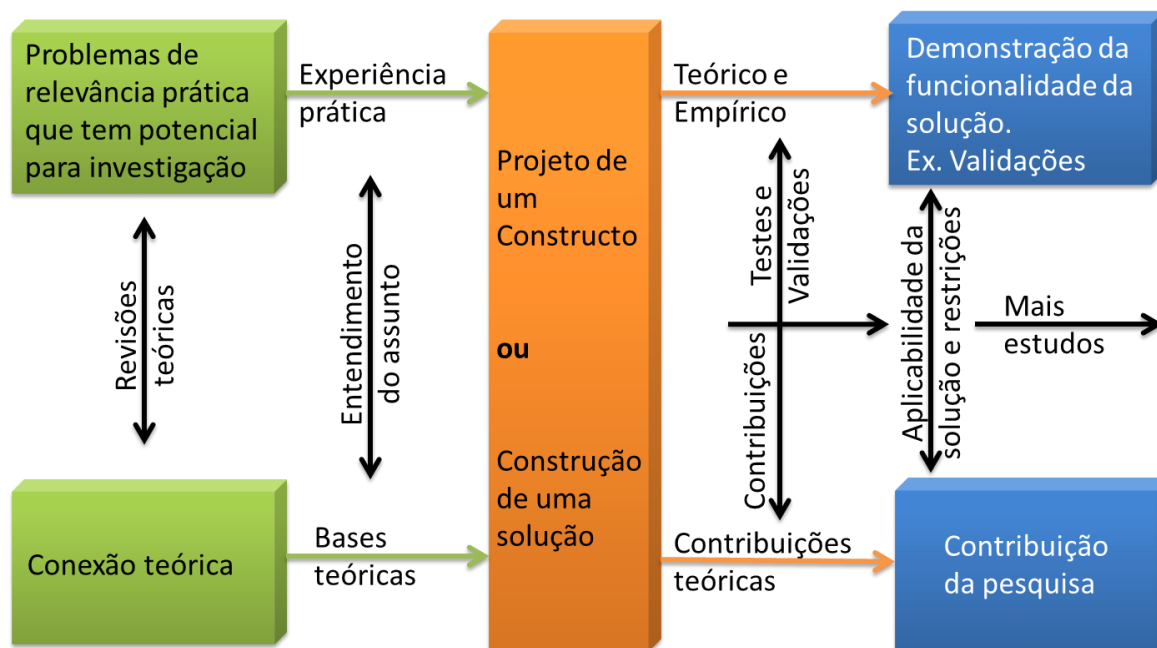 Problemas de
relevância prática
que tem potencial
para investigação
Experiência
prática
Projeto de
um
Constructo
ou
Construção
de uma
solução
Teórico e
Empírico
Demonstração da
funcionalidade da
solução.
Ex. Validações
Revisões
teóricas
Entendimento
do assunto
Testes e
Validações
Contribuições
Aplicabilidade da
solução e restrições
Mais
estudos
Conexão teórica
Bases
teóricas
Contribuições
teóricas
Contribuição
da pesquisa